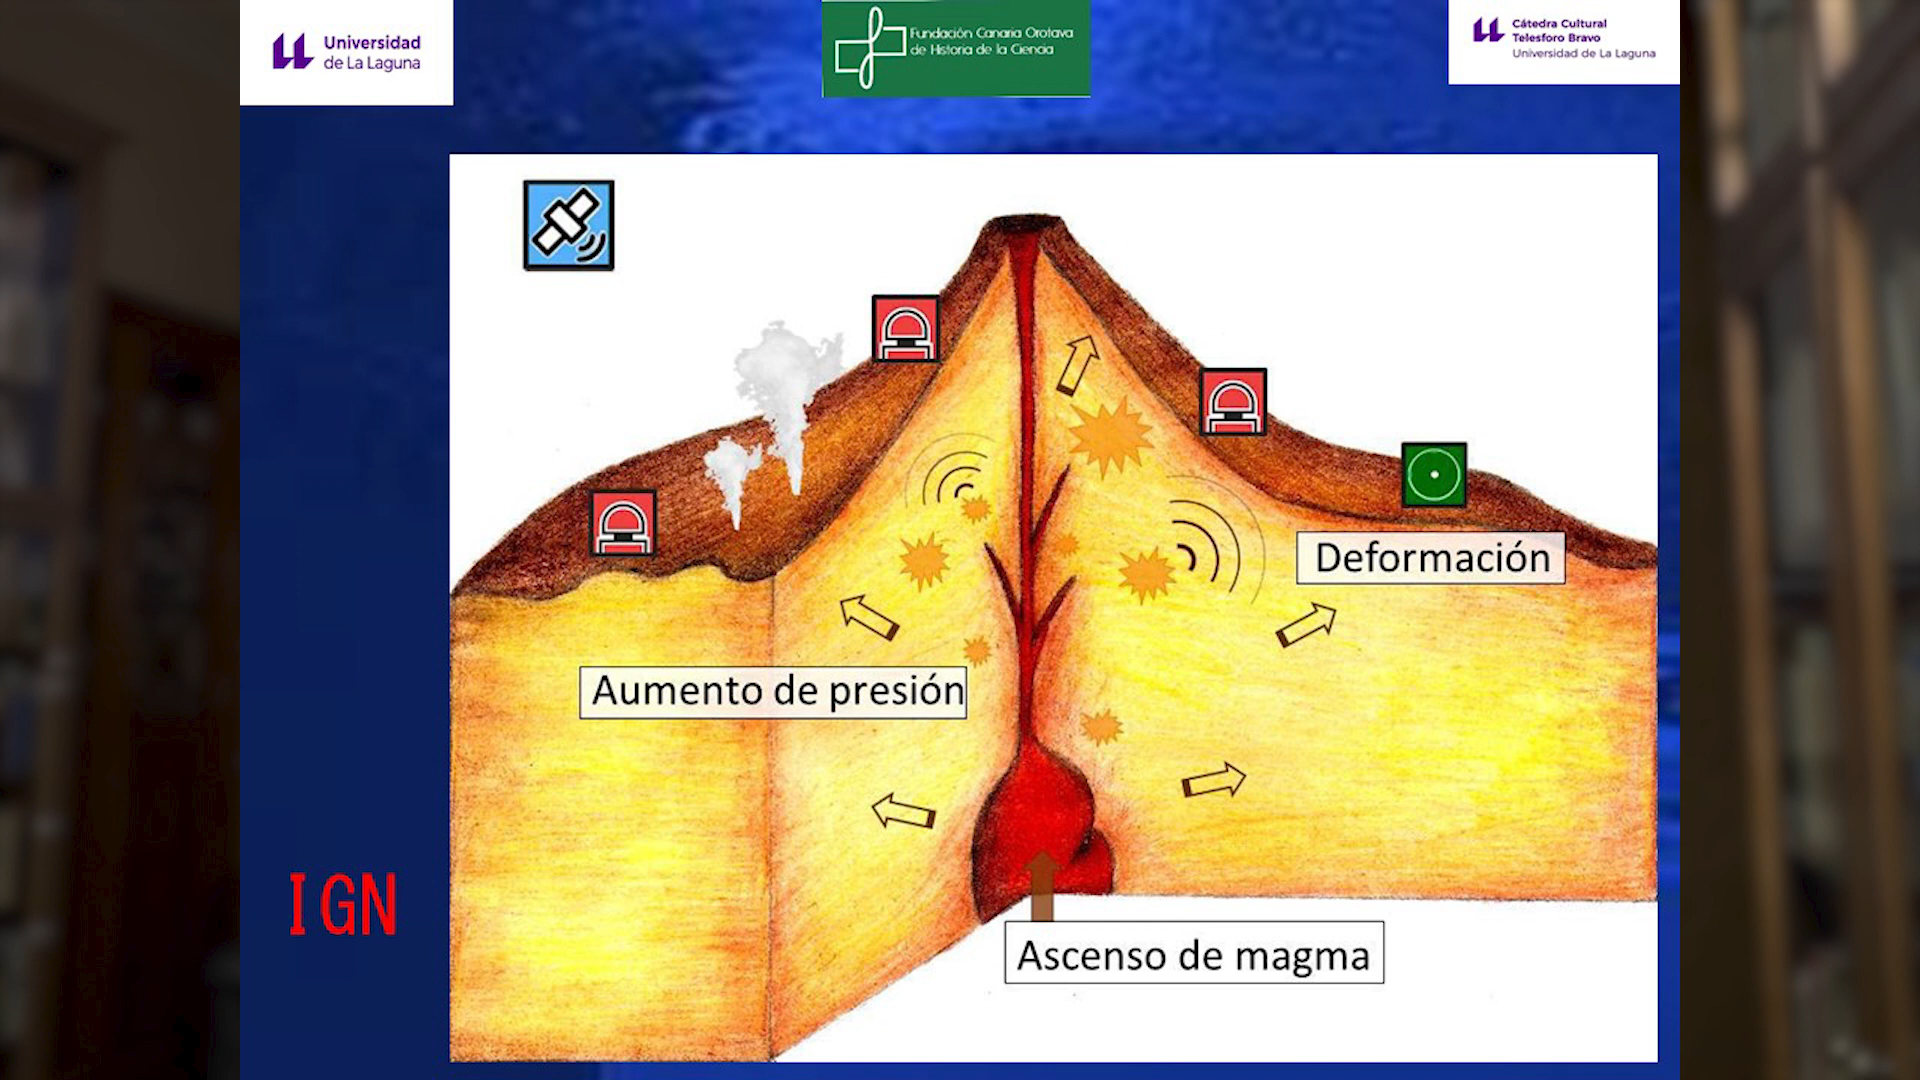 Universidad
de La Laguna
Fundación Canaria Orotava
de Historia de la Ciencia
Cátedra Cultural
Telesforo Bravo
Universidad de La Laguna
Deformación
Aumento de presión
IGN
Ascenso de magma